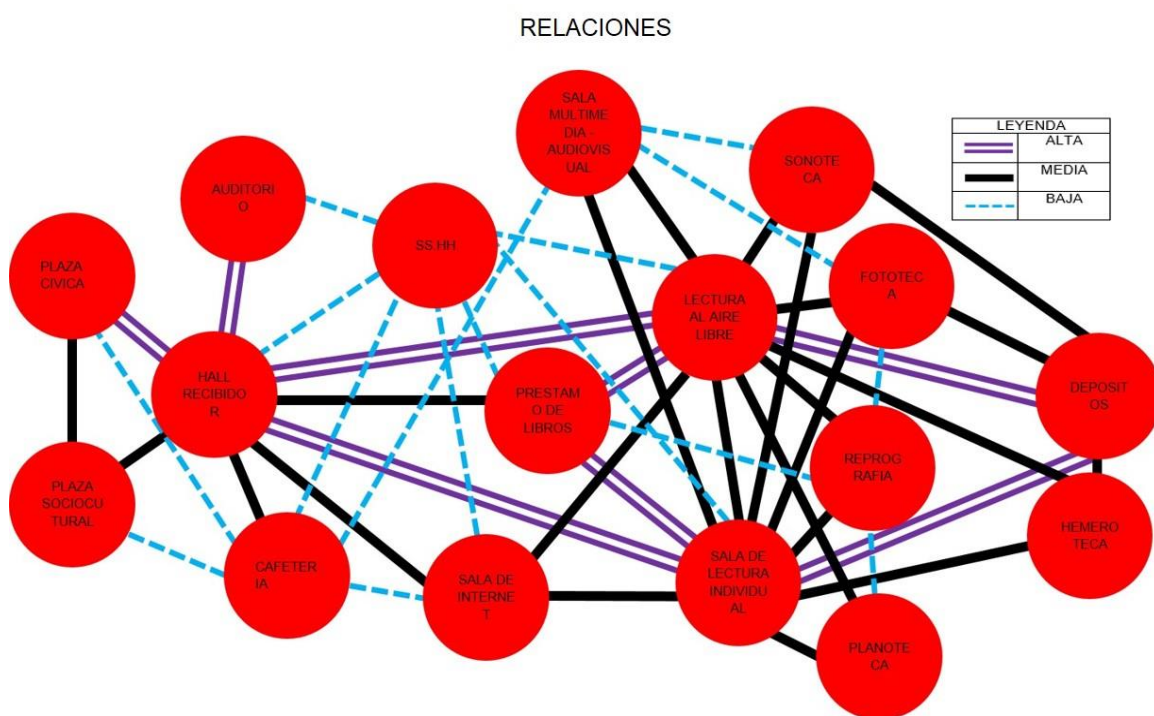 RELACIONES
SALA
MULTIME
DIA -
AUDIOVIS
UAL
SONOTE
CA
LEYENDA
ALTA
MEDIA
BAJA
AUDITORI
O
SS.HH
PLAZA
CIVICA
FOTOTEC
A
LECTURA
AL AIRE
LIBRE
HALL
RECIBIDO
R
PRESTAM
O DE
LIBROS
DEPOSIT
OS
REPROG
RAFIA
PLAZA
SOCIOCU
TURAL
HEMERO
TECA
CAFETER
IA
SALA DE
INTERNE
T
SALA DE
LECTURA
INDIVIDU
AL
PLANOTE
CA